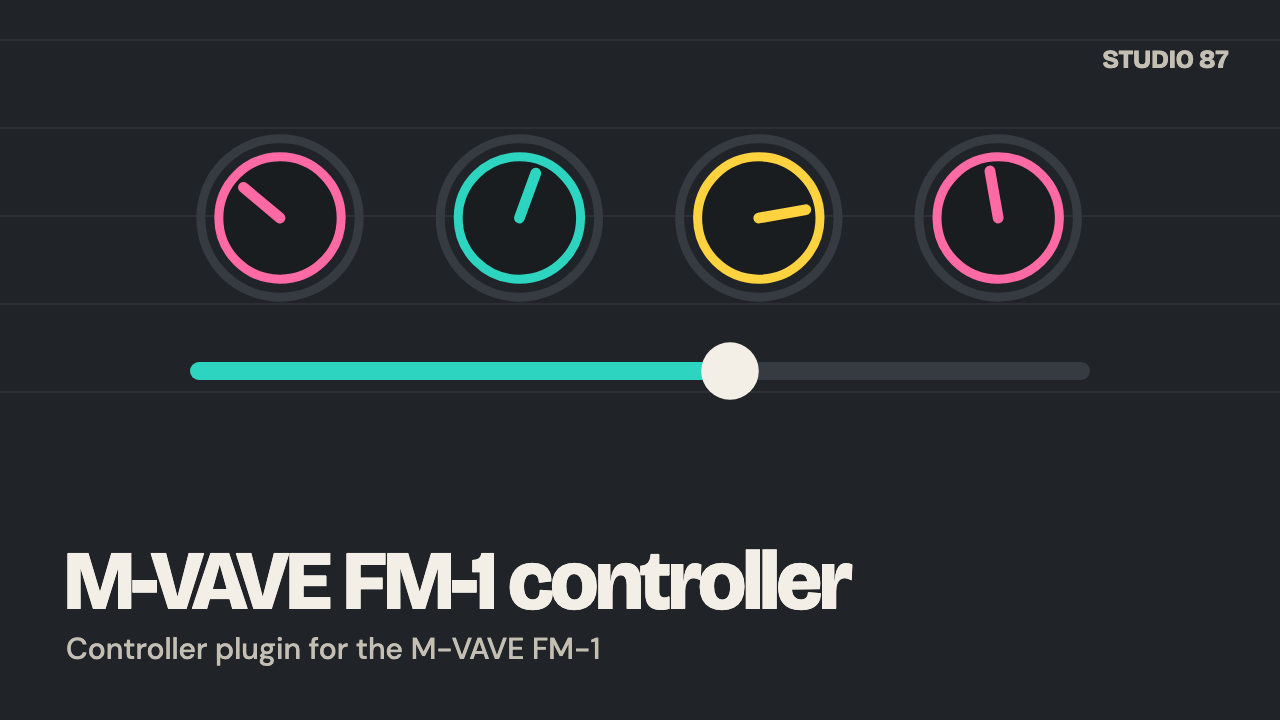 STUDIO 87
M-VAVE FM-1 controller
Controller plugin for the M-VAVE FM-1